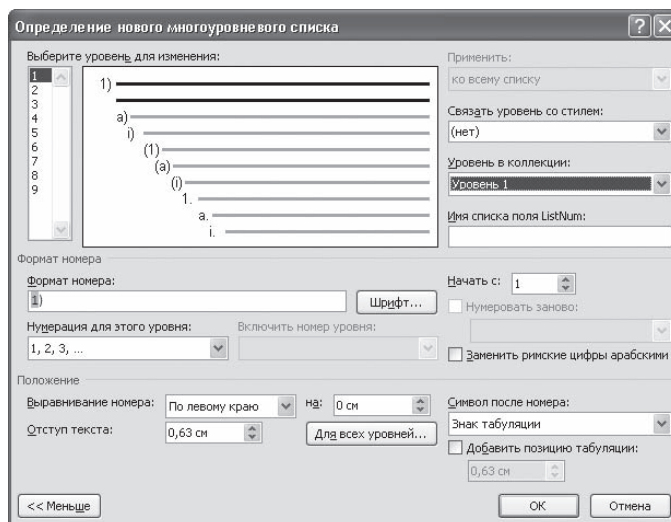 Определение нового многоуровневого списка
Выберите уровень для изменения:
1
2
3
4
5
6
7
8
9
1)
a)
i)
(1)
(a)
(i)
1.
a.
i.
Применить:
ко всему списку
Связать уровень со стилем:
(нет)
Уровень в коллекции:
Уровень 1
Имя списка поля ListNum:
Формат номера
Формат номера:
1)
Шрифт...
Нумерация для этого уровня:
1, 2, 3, ...
Включить номер уровня:
Начать с: 1
Нумеровать заново:
Заменить римские цифры арабскими
Положение
Выравнивание номера: По левому краю на: 0 см
Отступ текста: 0,63 см Для всех уровней...
Символ после номера:
Знак табуляции
Добавить позицию табуляции:
0,63 см
<< Меньше
ОК
Отмена